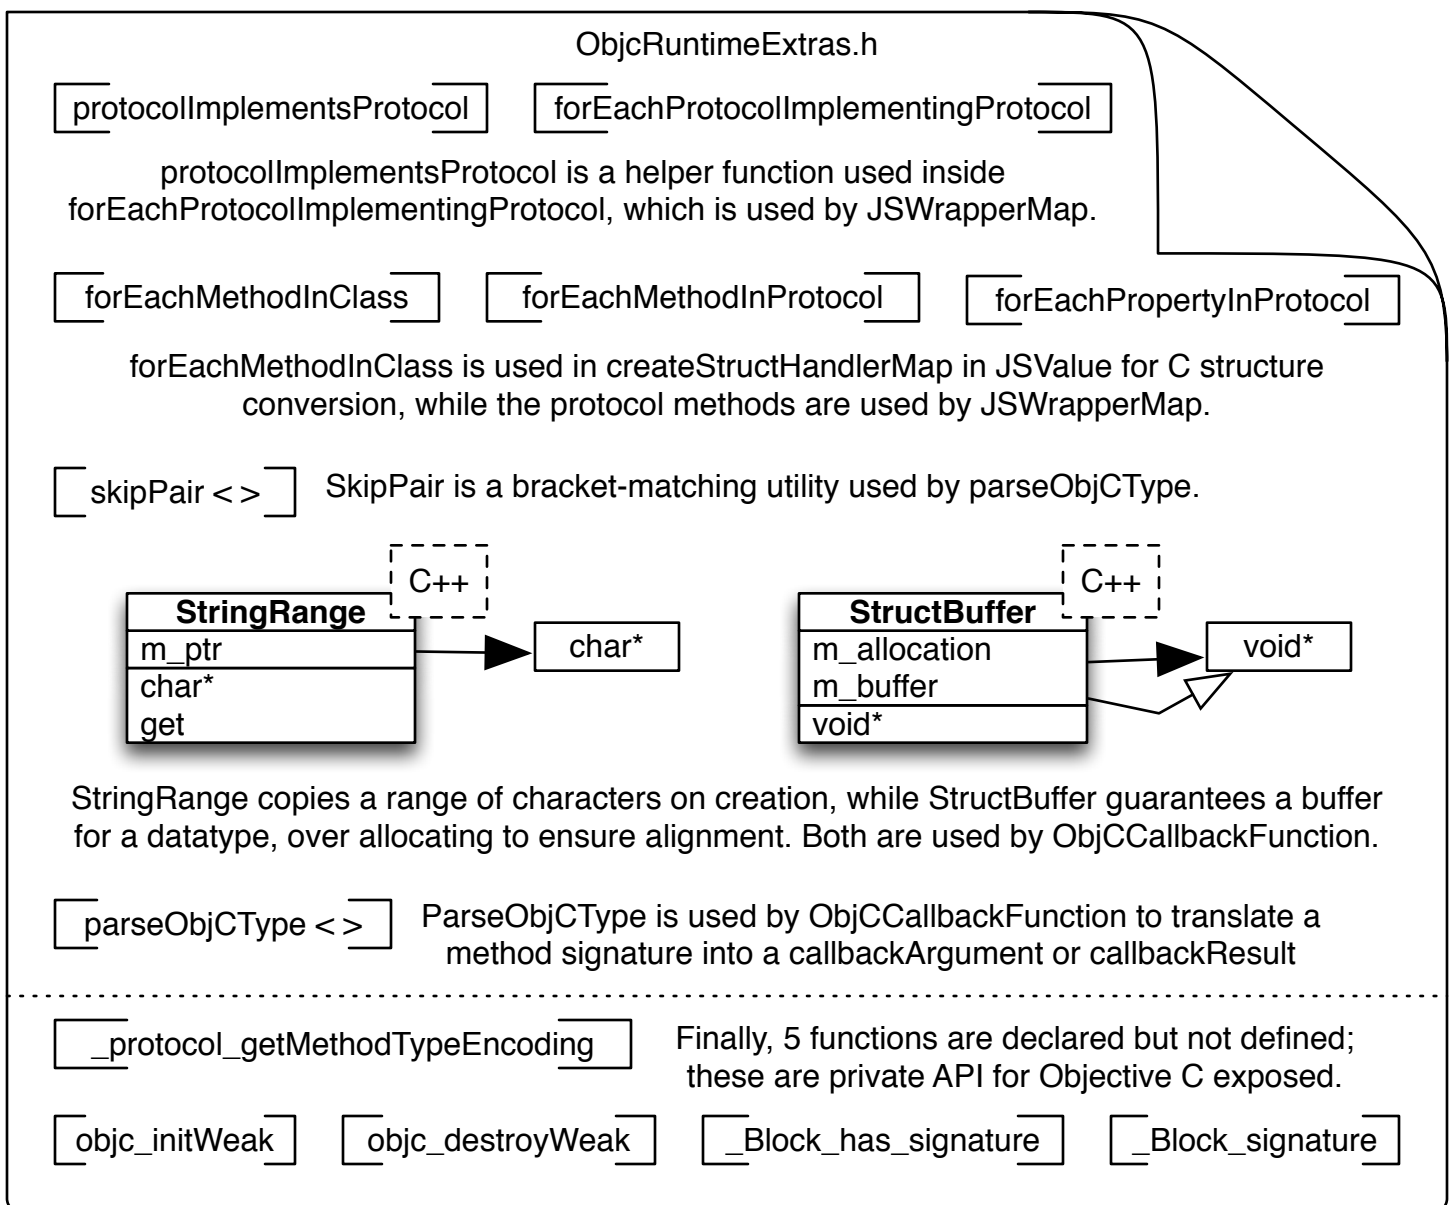 ObjcRuntimeExtras.h
protocolImplementsProtocol
forEachProtocolImplementingProtocol
protocolImplementsProtocol is a helper function used inside
forEachProtocolImplementingProtocol, which is used by JSWrapperMap.
forEachMethodInClass
forEachMethodInProtocol
forEachPropertyInProtocol
forEachMethodInClass is used in createStructHandlerMap in JSValue for C structure
conversion, while the protocol methods are used by JSWrapperMap.
skipPair < >
SkipPair is a bracket-matching utility used by parseObjCType.
C++
StringRange
m_ptr
char*
get
char*
C++
StructBuffer
m_allocation
m_buffer
void*
void*
StringRange copies a range of characters on creation, while StructBuffer guarantees a buffer
for a datatype, over allocating to ensure alignment. Both are used by ObjCCallbackFunction.
parseObjCType < >
ParseObjCType is used by ObjCCallbackFunction to translate a
method signature into a callbackArgument or callbackResult
_protocol_getMethodTypeEncoding
Finally, 5 functions are declared but not defined;
these are private API for Objective C exposed.
objc_initWeak
objc_destroyWeak
_Block_has_signature
_Block_signature